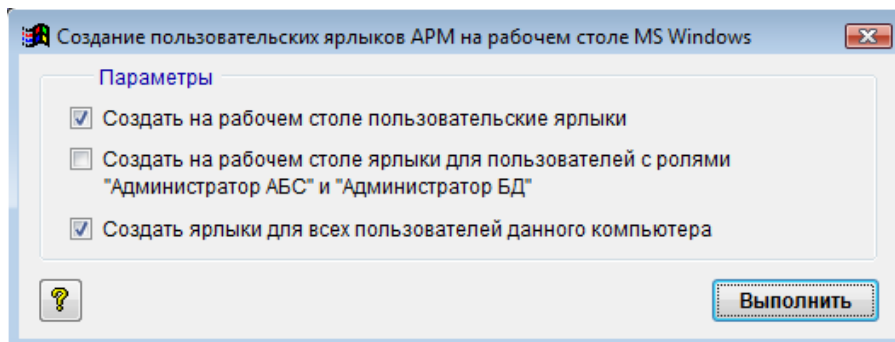 Создание пользовательских ярлыков АРМ на рабочем столе MS Windows
Параметры
Создать на рабочем столе пользовательские ярлыки
Создать на рабочем столе ярлыки для пользователей с ролями
"Администратор АБС" и "Администратор БД"
Создать ярлыки для всех пользователей данного компьютера
?
Выполнить